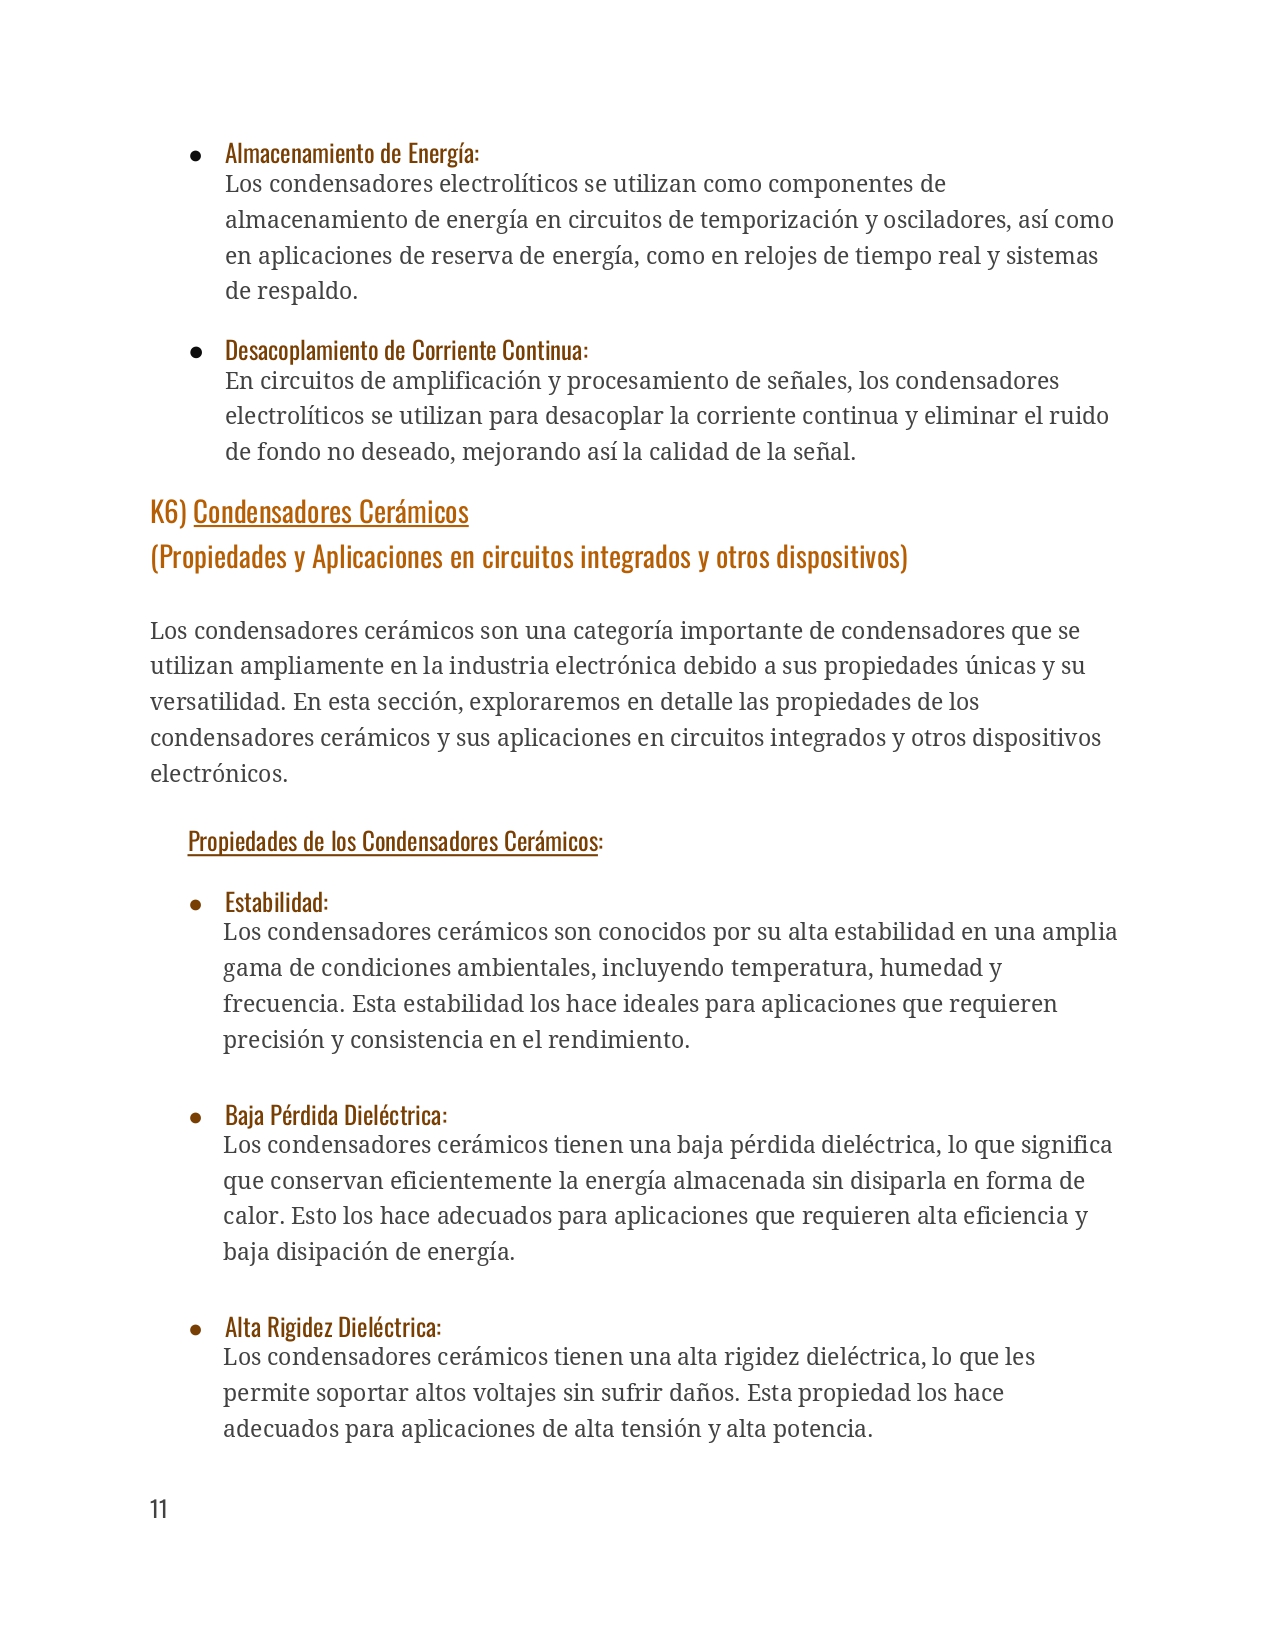 ● Almacenamiento de Energía:
Los condensadores electrolíticos se utilizan como componentes de
almacenamiento de energía en circuitos de temporización y osciladores, así como
en aplicaciones de reserva de energía, como en relojes de tiempo real y sistemas
de respaldo.
● Desacoplamiento de Corriente Continua:
En circuitos de amplificación y procesamiento de señales, los condensadores
electrolíticos se utilizan para desacoplar la corriente continua y eliminar el ruido
de fondo no deseado, mejorando así la calidad de la señal.
K6) Condensadores Cerámicos
(Propiedades y Aplicaciones en circuitos integrados y otros dispositivos)
Los condensadores cerámicos son una categoría importante de condensadores que se
utilizan ampliamente en la industria electrónica debido a sus propiedades únicas y su
versatilidad. En esta sección, exploraremos en detalle las propiedades de los
condensadores cerámicos y sus aplicaciones en circuitos integrados y otros dispositivos
electrónicos.
Propiedades de los Condensadores Cerámicos:
● Estabilidad:
Los condensadores cerámicos son conocidos por su alta estabilidad en una amplia
gama de condiciones ambientales, incluyendo temperatura, humedad y
frecuencia. Esta estabilidad los hace ideales para aplicaciones que requieren
precisión y consistencia en el rendimiento.
● Baja Pérdida Dieléctrica:
Los condensadores cerámicos tienen una baja pérdida dieléctrica, lo que significa
que conservan eficientemente la energía almacenada sin disiparla en forma de
calor. Esto los hace adecuados para aplicaciones que requieren alta eficiencia y
baja disipación de energía.
● Alta Rigidez Dieléctrica:
Los condensadores cerámicos tienen una alta rigidez dieléctrica, lo que les
permite soportar altos voltajes sin sufrir daños. Esta propiedad los hace
adecuados para aplicaciones de alta tensión y alta potencia.
11